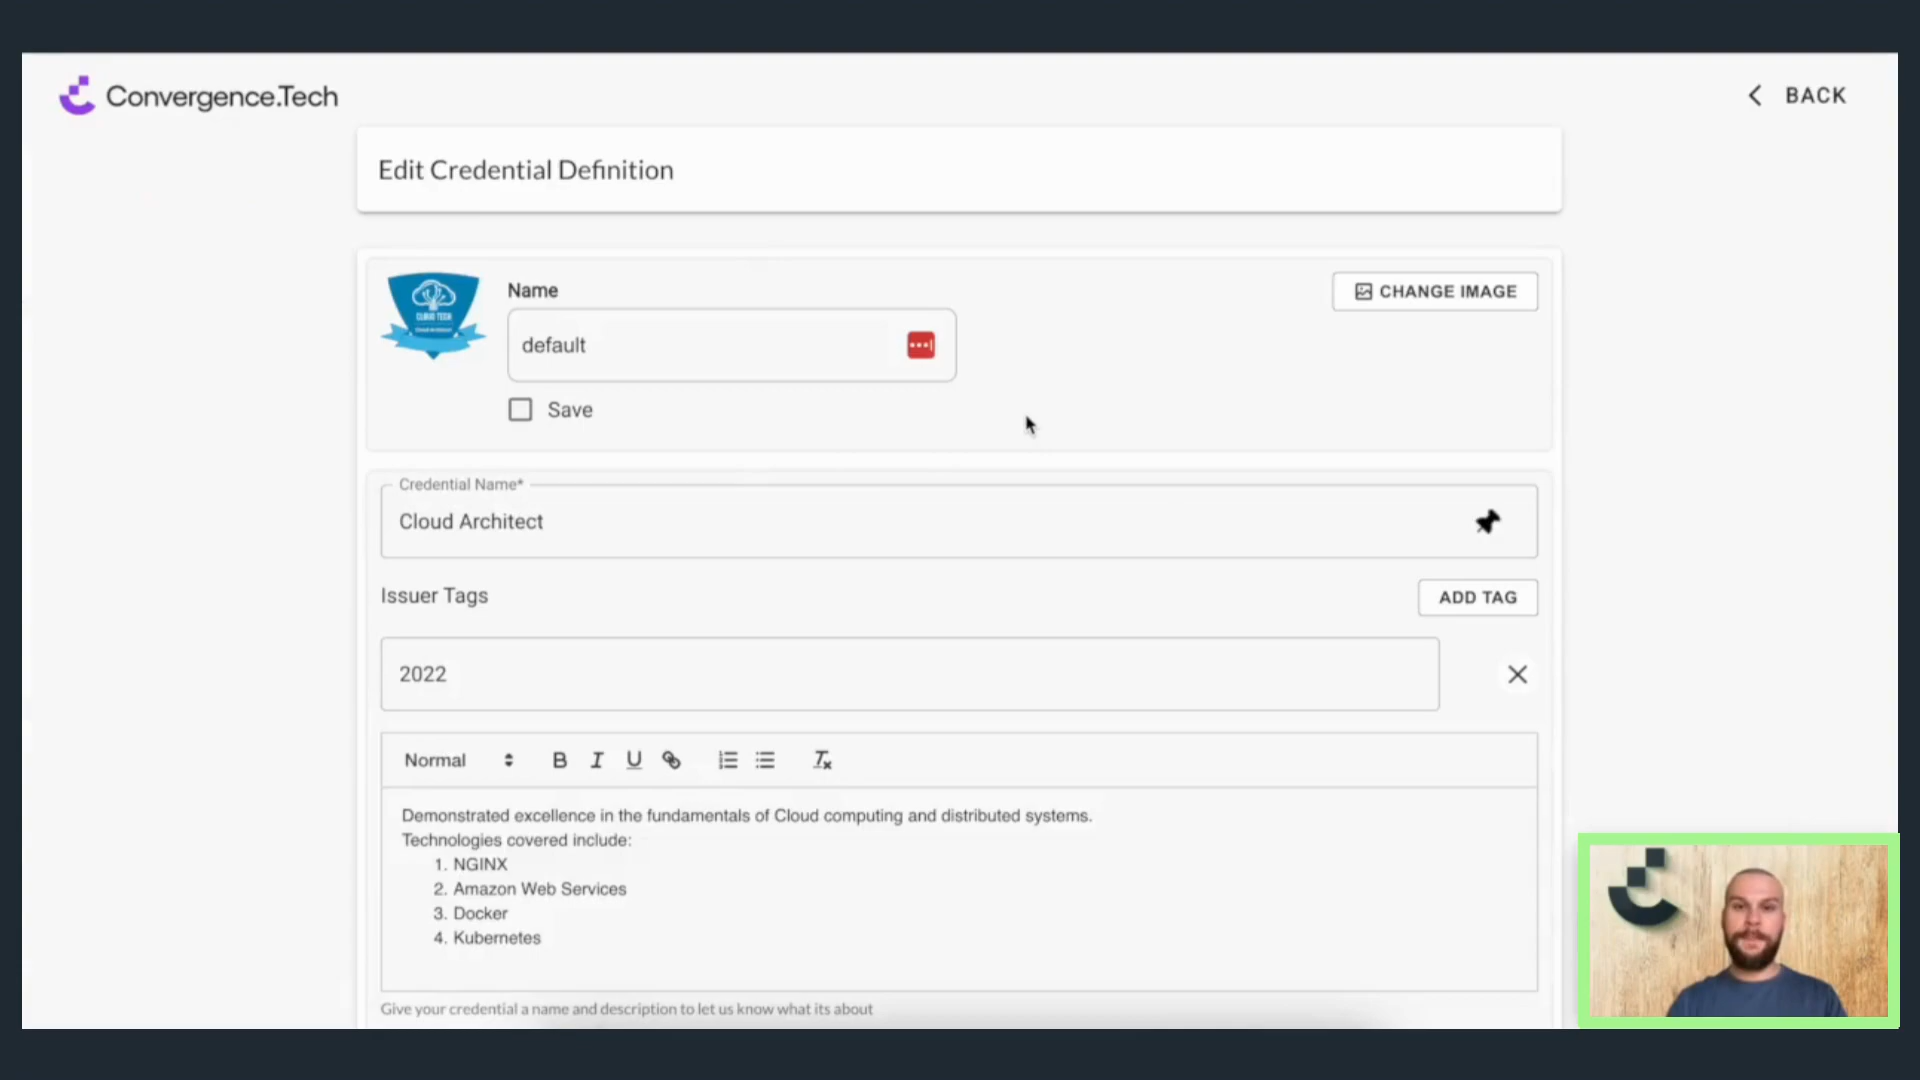 Convergence.Tech
BACK
Edit Credential Definition
CLOUD TECH
Name
CHANGE IMAGE
default
Save
Credential Name*
Cloud Architect
Issuer Tags
ADD TAG
2022
Normal
B I U
Demonstrated excellence in the fundamentals of Cloud computing and distributed systems.
Technologies covered include:
1. NGINX
2. Amazon Web Services
3. Docker
4. Kubernetes
Give your credential a name and description to let us know what its about